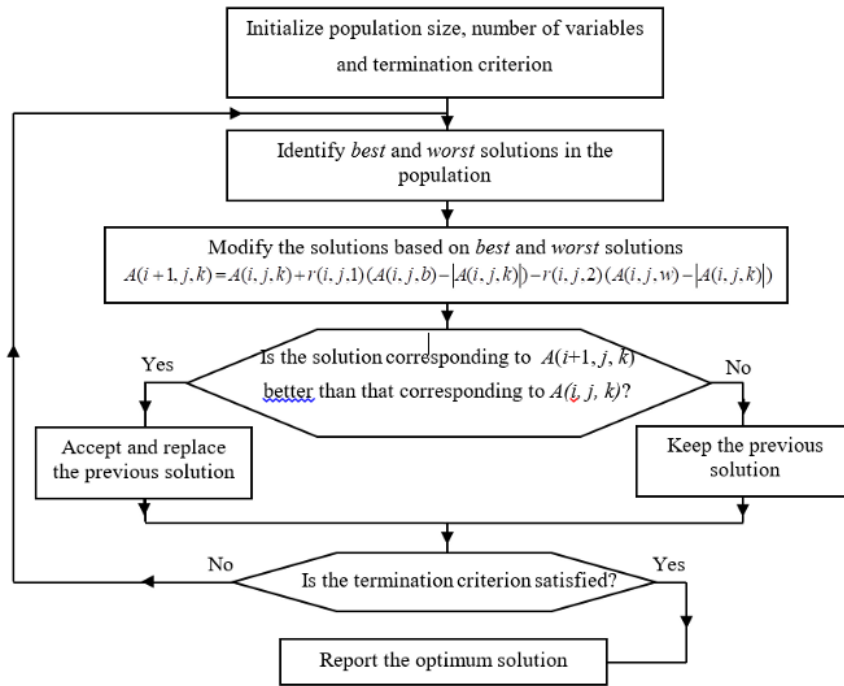 Initialize population size, number of variables
and termination criterion
Identify best and worst solutions in the
population
Modify the solutions based on best and worst solutions
A(i+1,j,k)=A(i,j,k)+r(i,j,1)(A(i,j,b)-|A(i,j,k)|)-r(i,j,2)(A(i,j,w)-|A(i,j,k)|)
Is the solution corresponding to A(i+1, j, k)
better than that corresponding to A(i, j, k)?
Yes
No
Accept and replace
the previous solution
Keep the previous
solution
Is the termination criterion satisfied?
No
Yes
Report the optimum solution